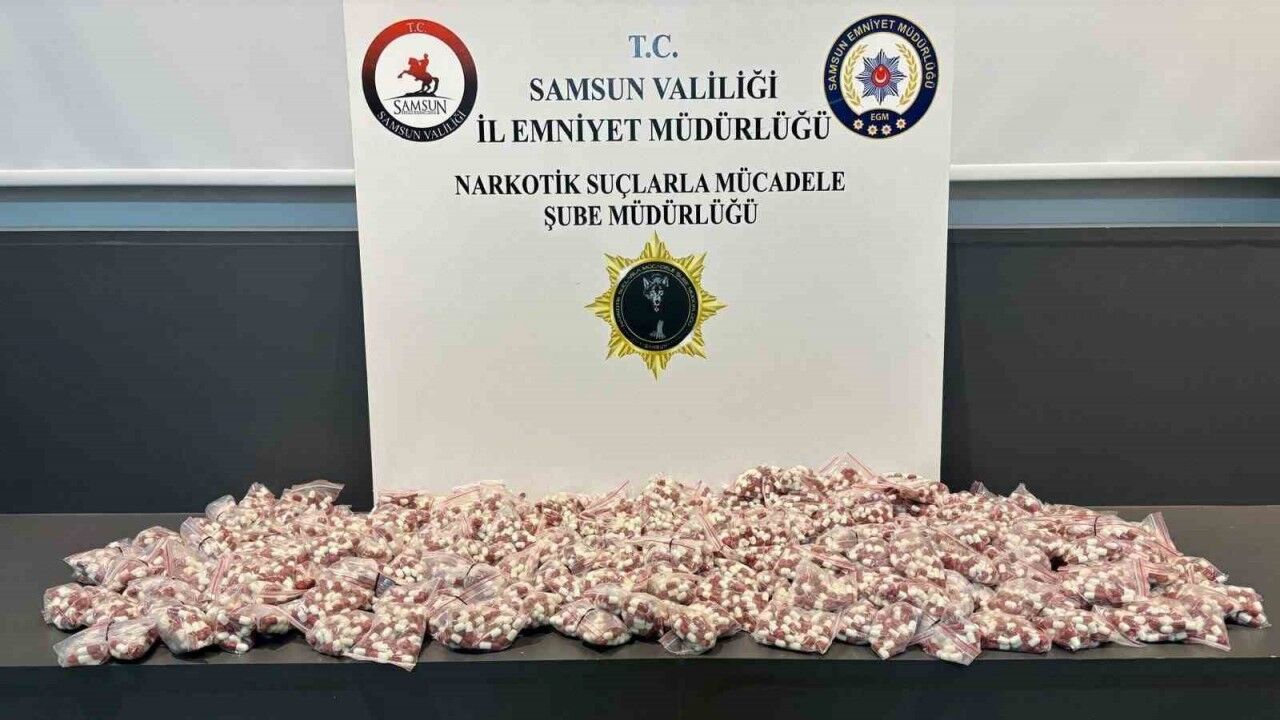 T.C.
SAMSUN
SAMSUN VALİLİĞİ
T.C.
SAMSUN VALİLİĞİ
İL EMNİYET MÜDÜRLÜĞÜ
NARKOTİK SUÇLARLA MÜCADELE
ŞUBE MÜDÜRLÜĞÜ
SAMSUN EMNİYET MÜDÜRLÜĞÜ
EGM
SAMSUN